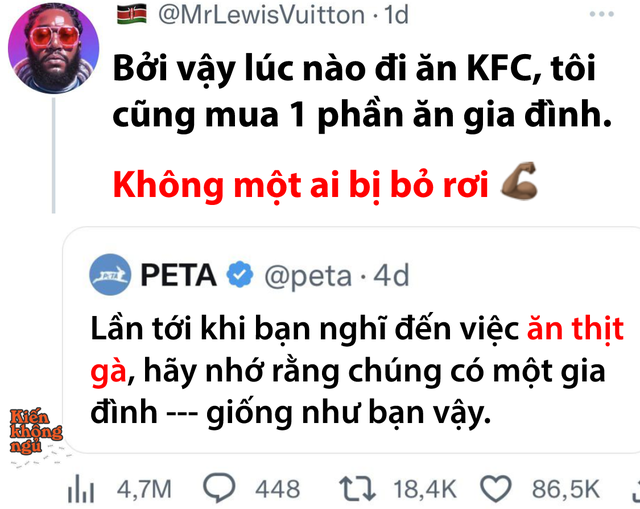 @MrLewisVuitton · 1d
Bởi vậy lúc nào đi ăn KFC, tôi
cũng mua 1 phần ăn gia đình.
Không một ai bị bỏ rơi 💪🏾
PETA @peta · 4d
Lần tới khi bạn nghĩ đến việc ăn thịt
gà, hãy nhớ rằng chúng có một gia
đình --- giống như bạn vậy.
Kiến
không
ngủ
4,7M 448 18,4K 86,5K